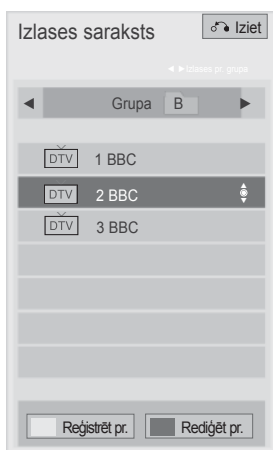 Izlases saraksts
Iziet
◄ ► Izlases pr. grupa
◄ Grupa B ►
DTV 1 BBC
DTV 2 BBC
DTV 3 BBC
Reģistrēt pr. Rediģēt pr.